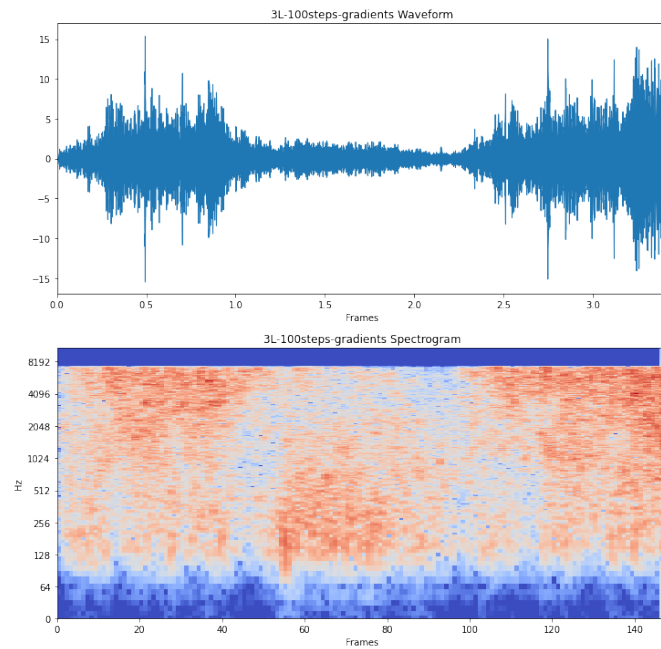 3L-100steps-gradients Waveform
15
10
5
0
−5
−10
−15
0.0 0.5 1.0 1.5 2.0 2.5 3.0
Frames
3L-100steps-gradients Spectrogram
8192
4096
2048
1024
512
256
128
64
0
Hz
0 20 40 60 80 100 120 140
Frames